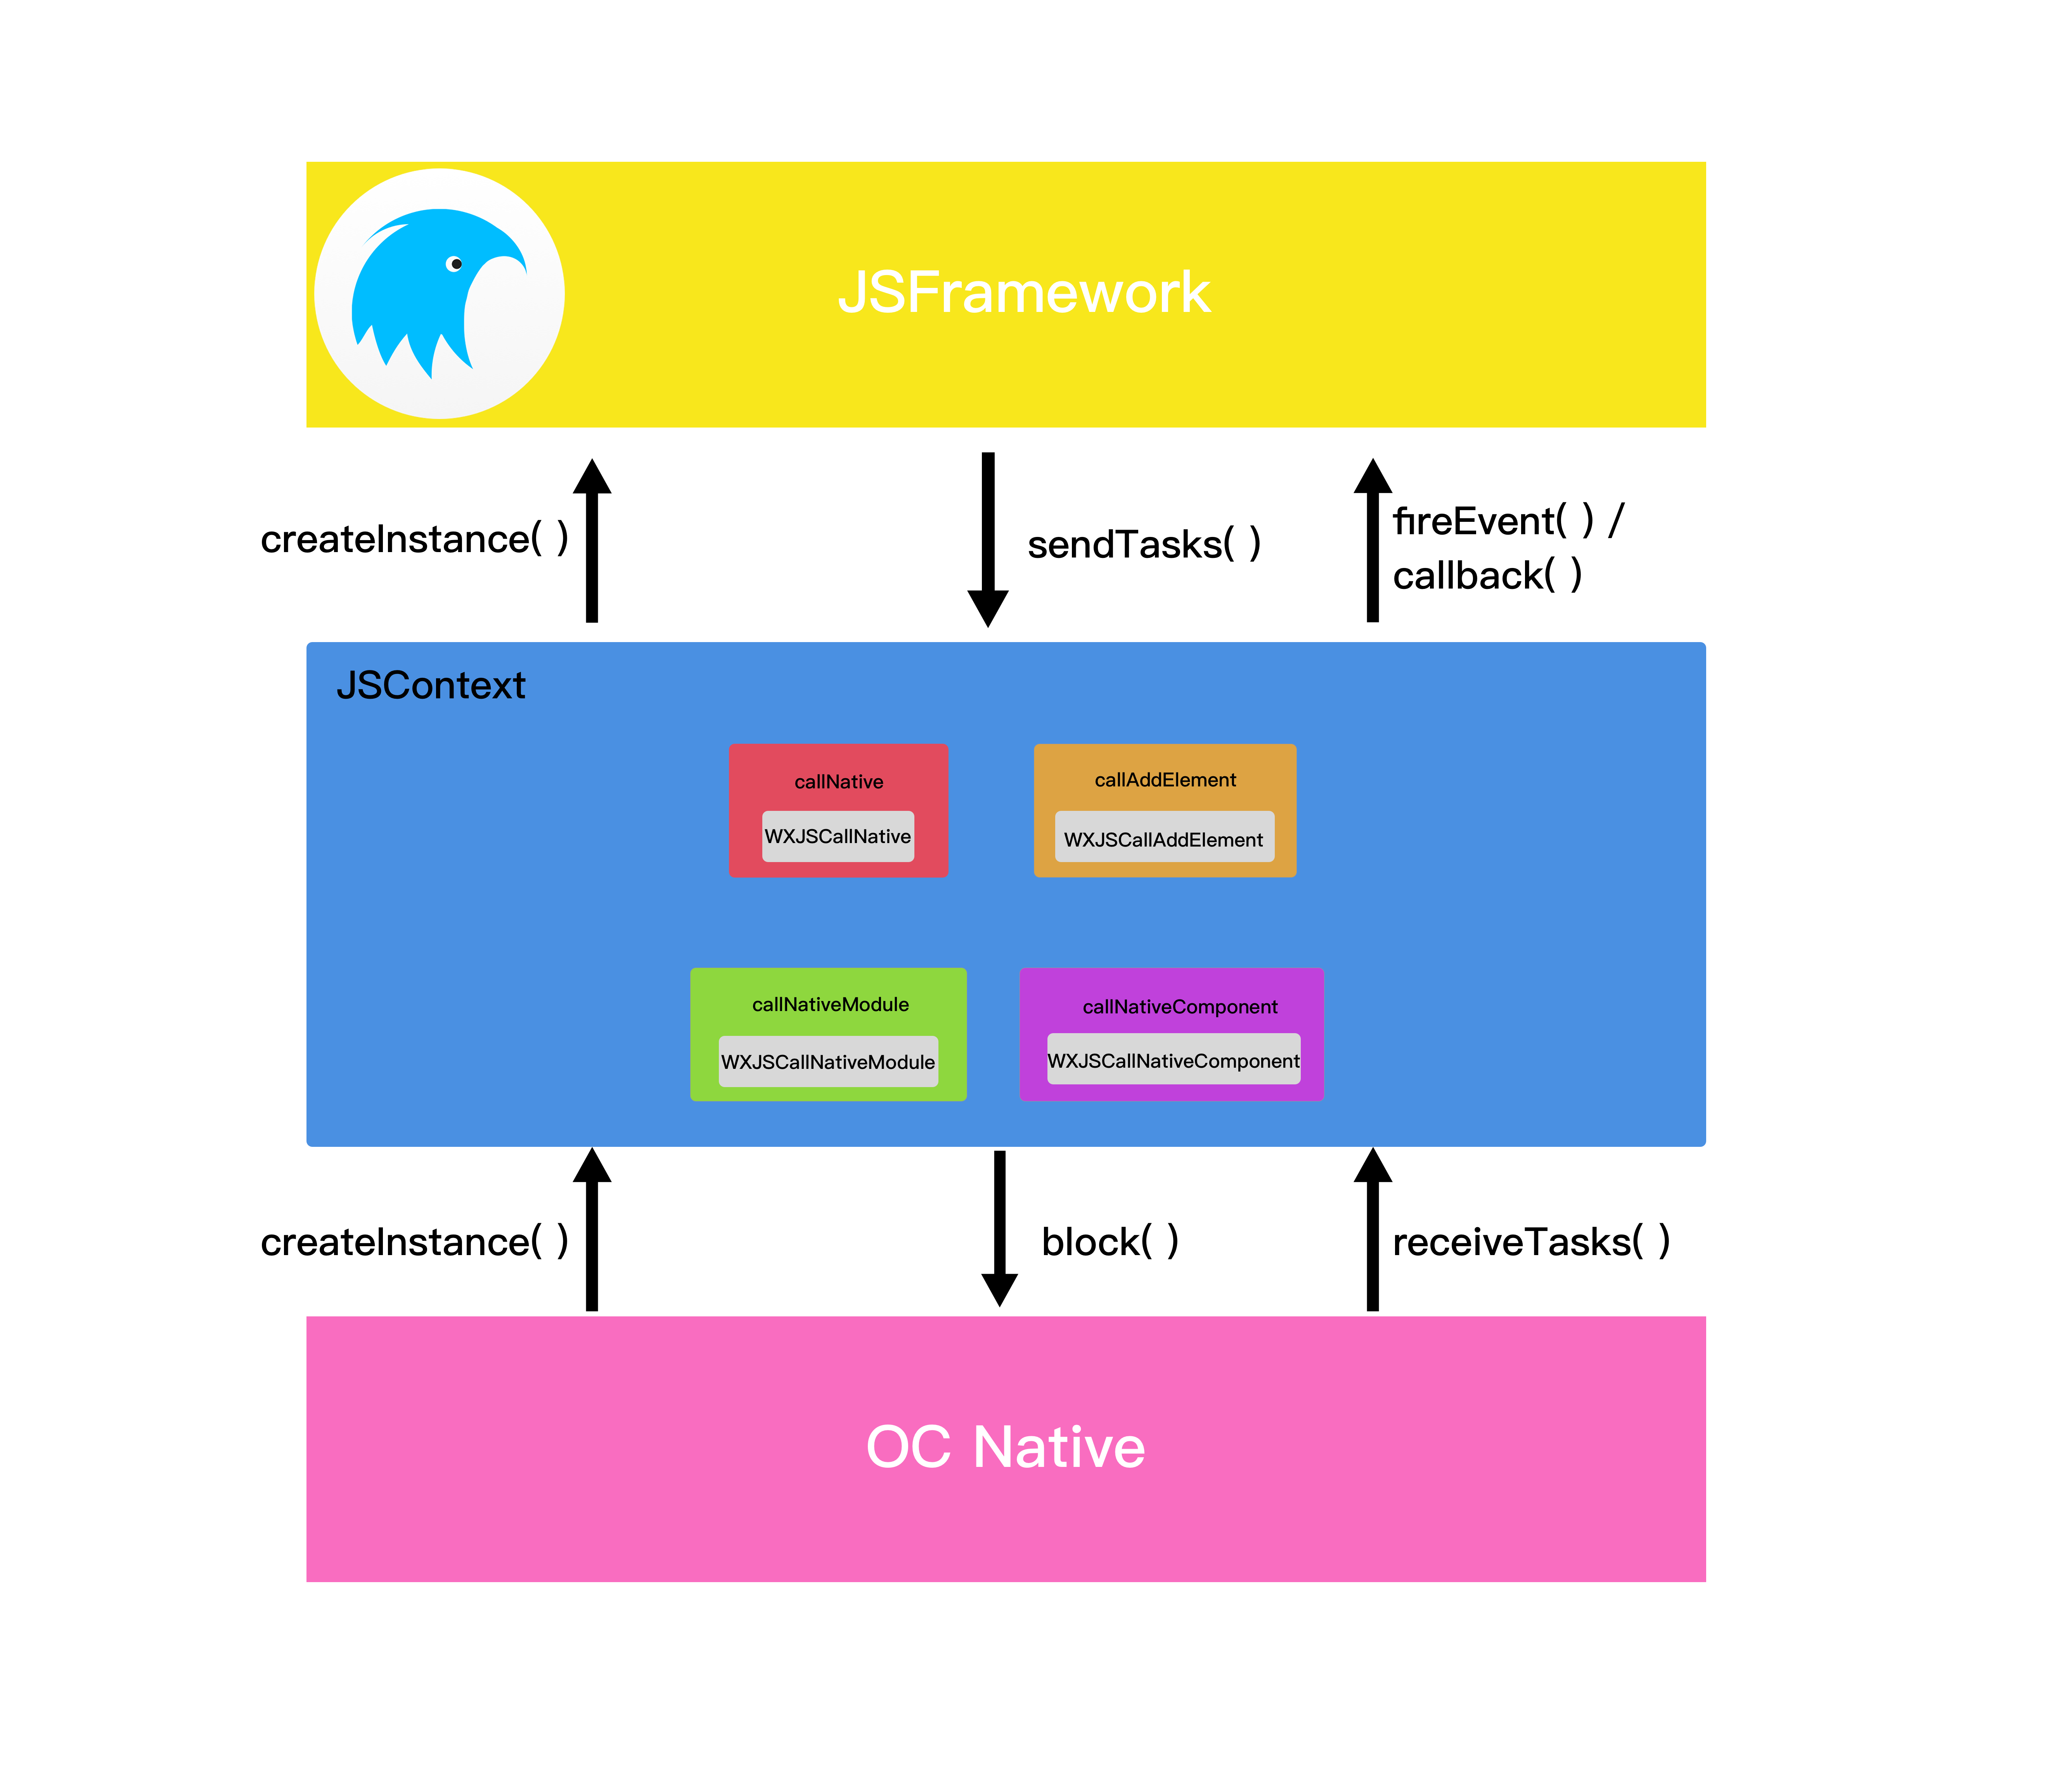 JSFramework
createInstance( )
sendTasks( )
fireEvent( ) /
callback( )
JSContext
callNative
WXJSCallNative
callAddElement
WXJSCallAddElement
callNativeModule
WXJSCallNativeModule
callNativeComponent
WXJSCallNativeComponent
createInstance( )
block( )
receiveTasks( )
OC Native